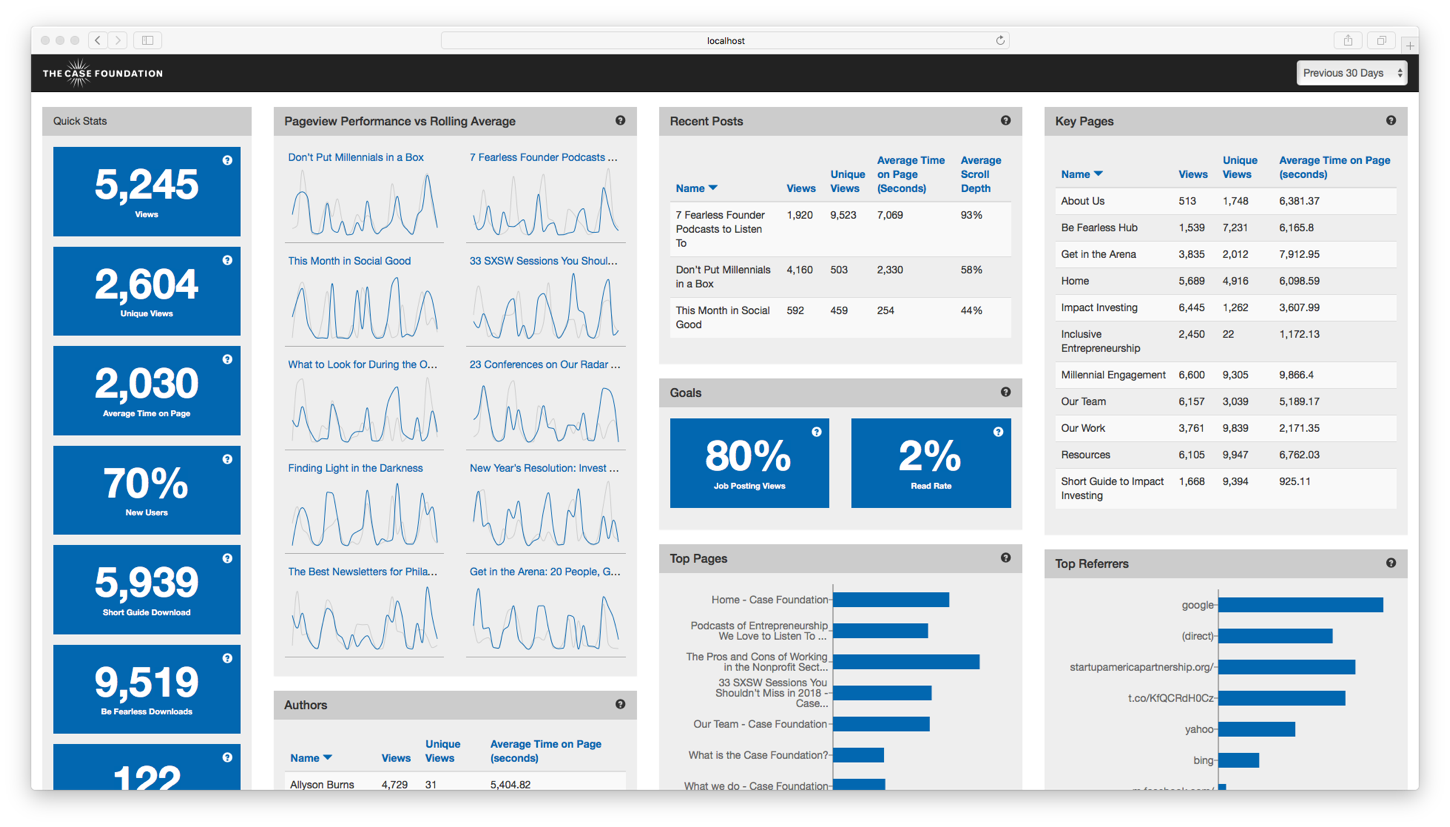 localhost
THE CASE FOUNDATION
Previous 30 Days
Quick Stats
5,245
Views
2,604
Unique Views
2,030
Average Time on Page
70%
New Users
5,939
Short Guide Download
9,519
Be Fearless Downloads
122
Pageview Performance vs Rolling Average
Don't Put Millennials in a Box
7 Fearless Founder Podcasts ...
This Month in Social Good
33 SXSW Sessions You Shoul...
What to Look for During the O...
23 Conferences on Our Radar ...
Finding Light in the Darkness
New Year's Resolution: Invest ...
The Best Newsletters for Phila...
Get in the Arena: 20 People, G...
Authors
Name Views Unique Views Average Time on Page (seconds)
Allyson Burns 4,729 31 5,404.82
Recent Posts
Name Views Unique Views Average Time on Page (Seconds) Average Scroll Depth
7 Fearless Founder Podcasts to Listen To 1,920 9,523 7,069 93%
Don't Put Millennials in a Box 4,160 503 2,330 58%
This Month in Social Good 592 459 254 44%
Goals
80%
Job Posting Views
2%
Read Rate
Top Pages
Home - Case Foundation
Podcasts of Entrepreneurship
We Love to Listen To ...
The Pros and Cons of Working
in the Nonprofit Sect...
33 SXSW Sessions You
Shouldn't Miss in 2018 -
Case...
Our Team - Case Foundation
What is the Case Foundation?
What we do - Case Foundation
Key Pages
Name Views Unique Views Average Time on Page (seconds)
About Us 513 1,748 6,381.37
Be Fearless Hub 1,539 7,231 6,165.8
Get in the Arena 3,835 2,012 7,912.95
Home 5,689 4,916 6,098.59
Impact Investing 6,445 1,262 3,607.99
Inclusive Entrepreneurship 2,450 22 1,172.13
Millennial Engagement 6,600 9,305 9,866.4
Our Team 6,157 3,039 5,189.17
Our Work 3,761 9,839 2,171.35
Resources 6,105 9,947 6,762.03
Short Guide to Impact Investing 1,668 9,394 925.11
Top Referrers
google
(direct)
startupamericapartnership.org/
t.co/KfQCRdH0Cz
yahoo
bing